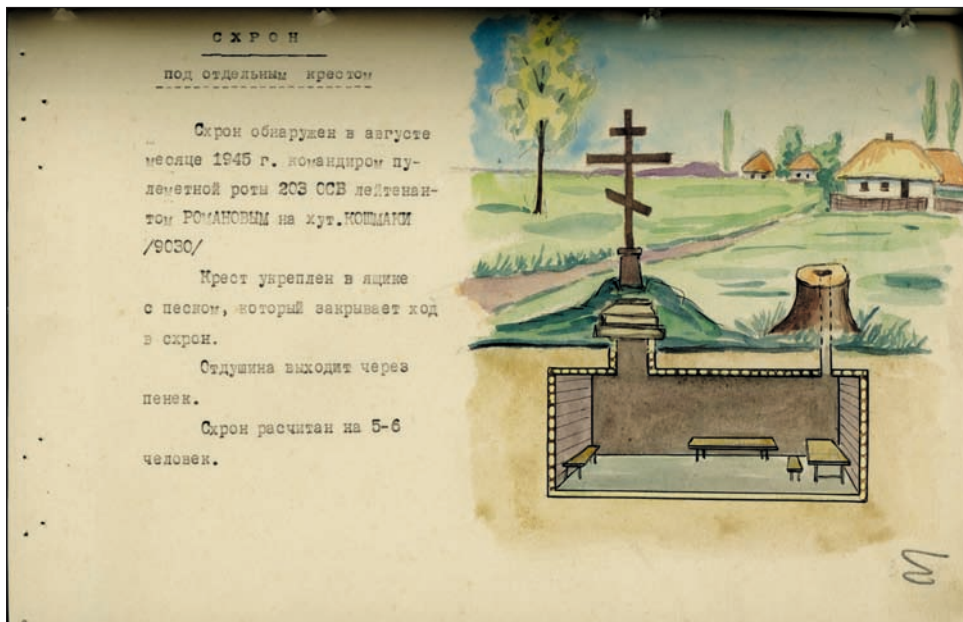 СХРОН
под отдельным крестом
Схрон обнаружен в августе
месяце 1945 г. командиром пу-
леметной роты 203 ОСБ лейтенан-
том РОМАНОВЫМ на хут.КОШМАКИ
/9030/
Крест укреплен в ящике
с песком, который закрывает ход
в схрон.
Отдушина выходит через
пенек.
Схрон расчитан на 5-6
человек.